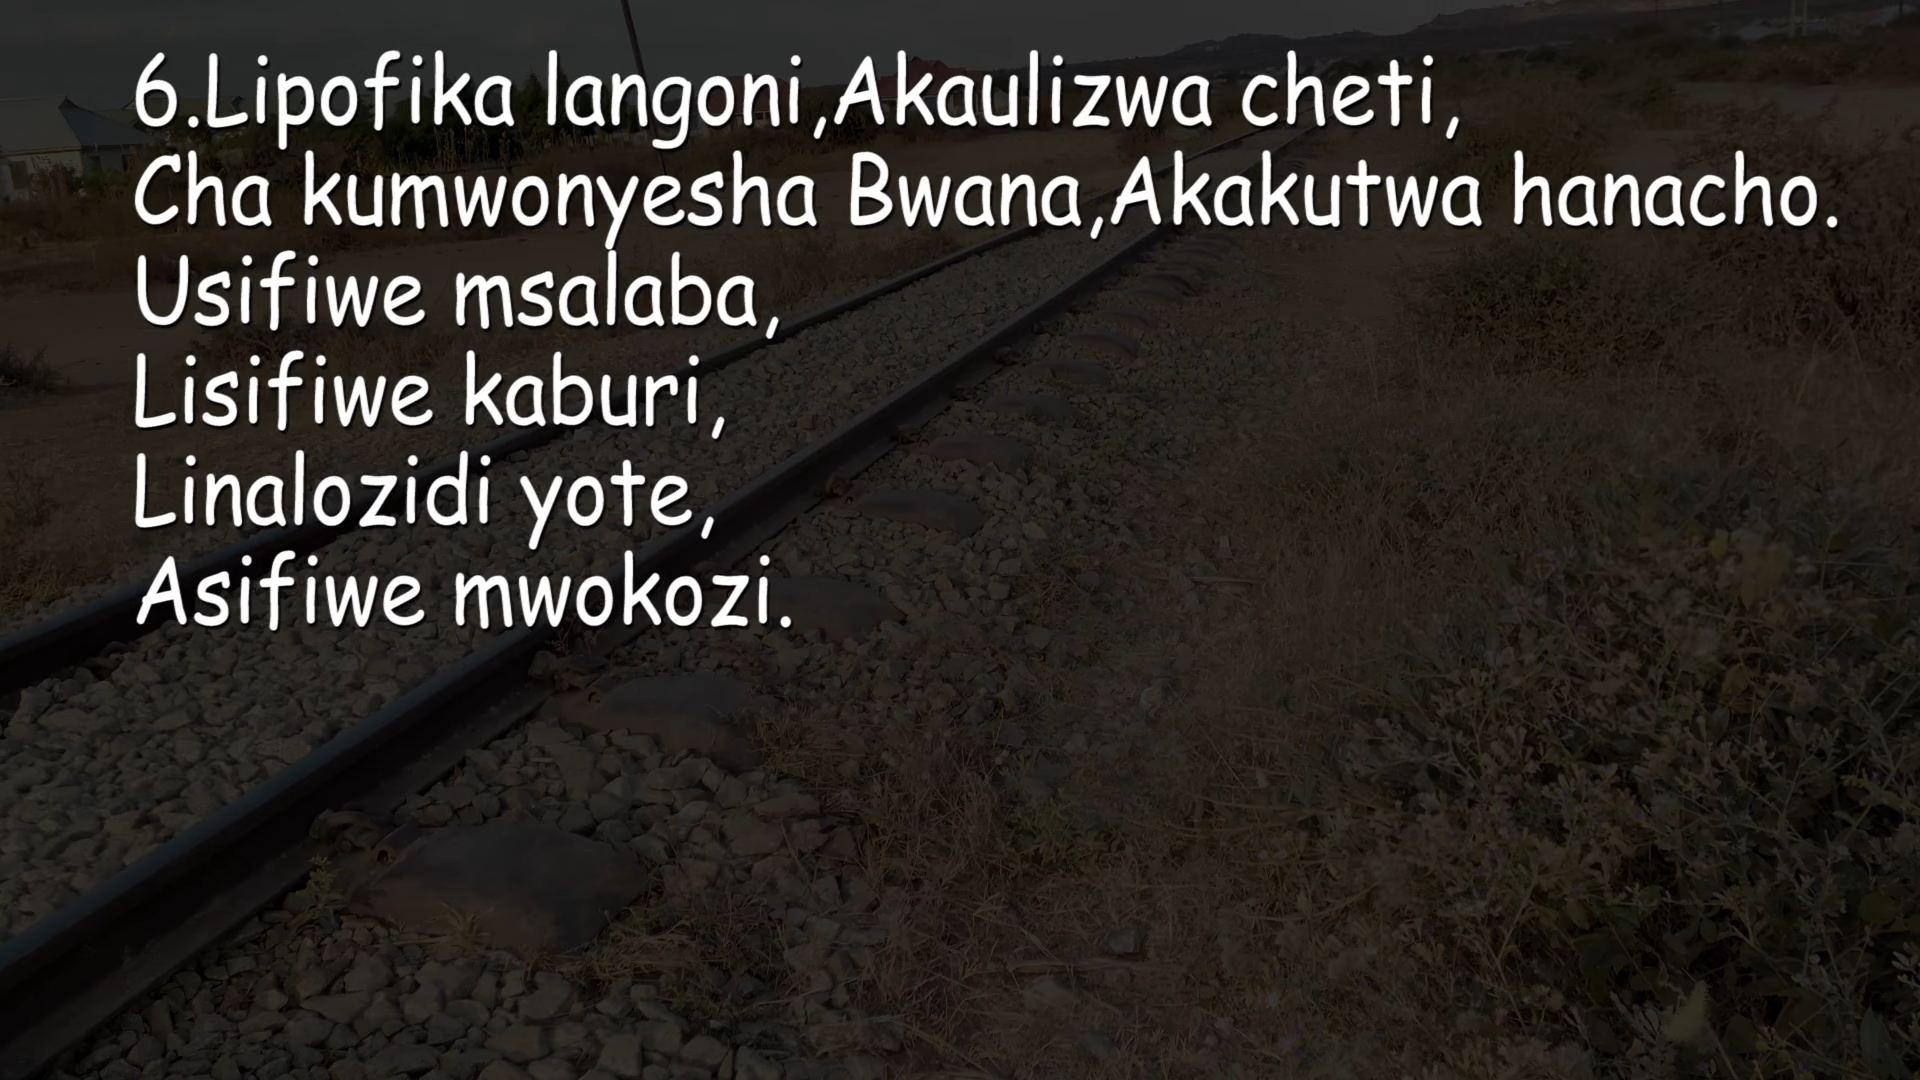 6.Lipofika langoni,Akaulizwa cheti,
Cha kumwonyesha Bwana,Akakutwa hanacho.
Usifiwe msalaba,
Lisifiwe kaburi,
Linalozidi yote,
Asifiwe mwokozi.